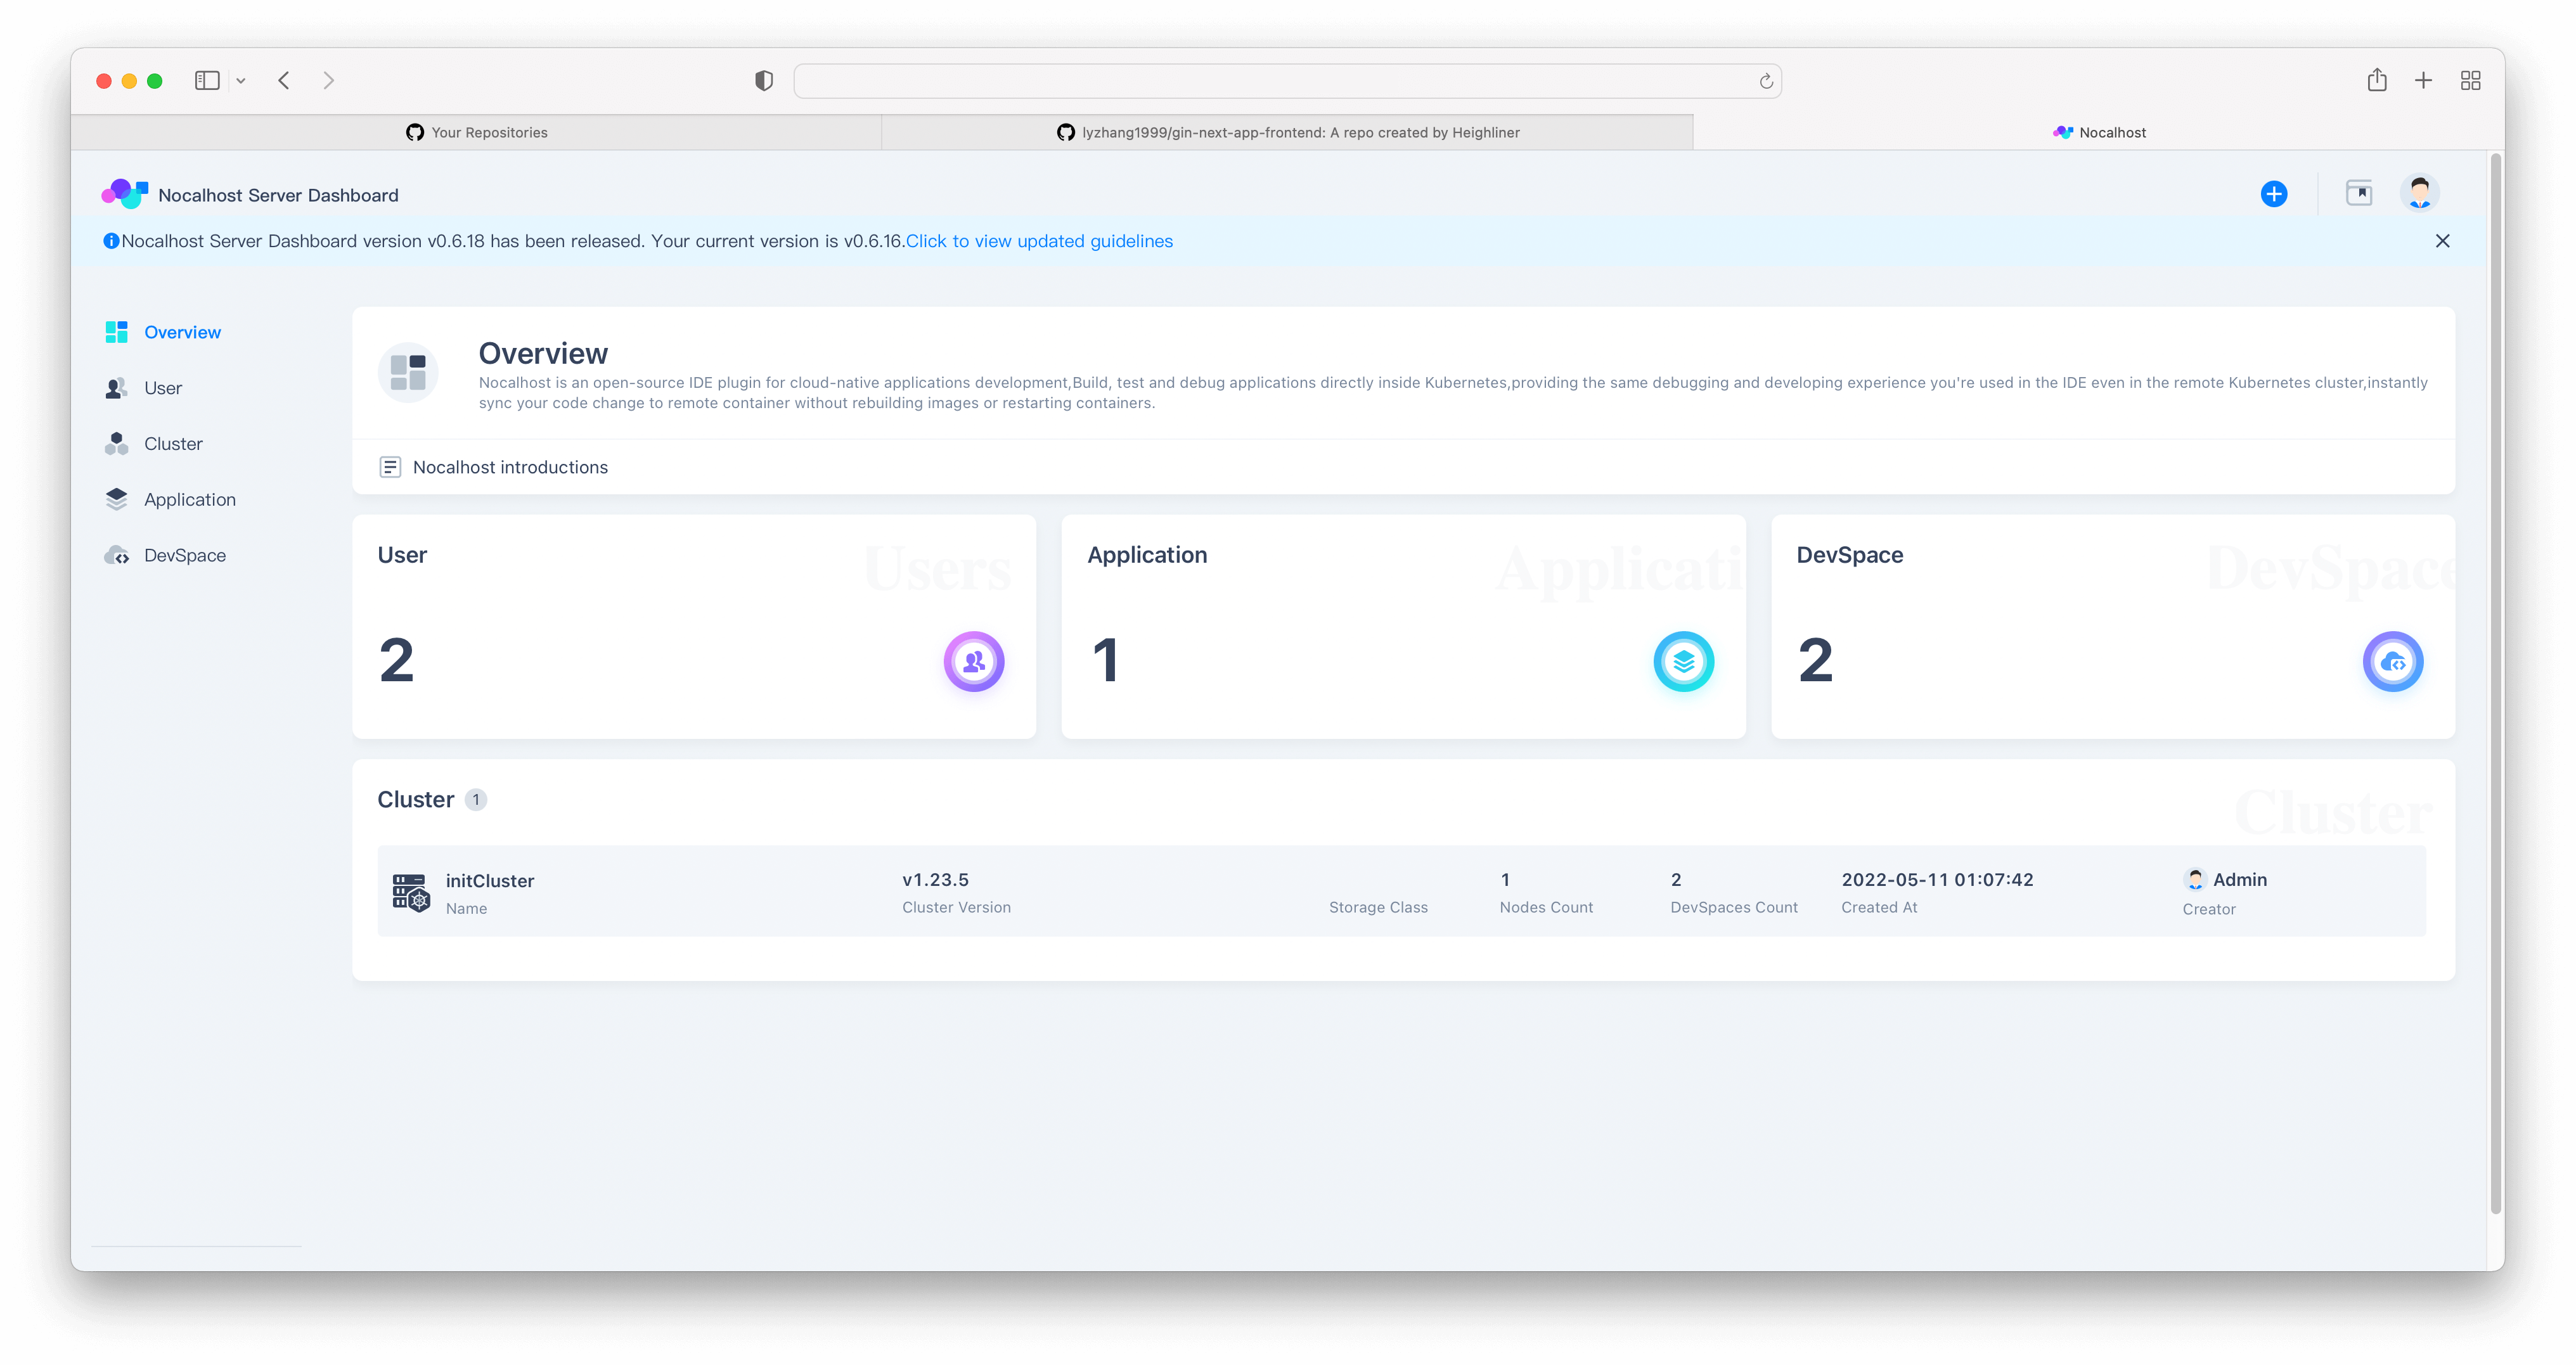 Your Repositories
lyzhang1999/gin-next-app-frontend: A repo created by Heighliner
Nocalhost
Nocalhost Server Dashboard
Nocalhost Server Dashboard version v0.6.18 has been released. Your current version is v0.6.16.Click to view updated guidelines
Overview
User
Cluster
Application
DevSpace
Overview
Nocalhost is an open-source IDE plugin for cloud-native applications development,Build, test and debug applications directly inside Kubernetes,providing the same debugging and developing experience you're used in the IDE even in the remote Kubernetes cluster,instantly
sync your code change to remote container without rebuilding images or restarting containers.
Nocalhost introductions
User
Users
2
Application
Applicati
1
DevSpace
DevSpace
2
Cluster 1
Cluster
initCluster
Name
v1.23.5
Cluster Version
Storage Class
1
Nodes Count
2
DevSpaces Count
2022-05-11 01:07:42
Created At
Admin
Creator